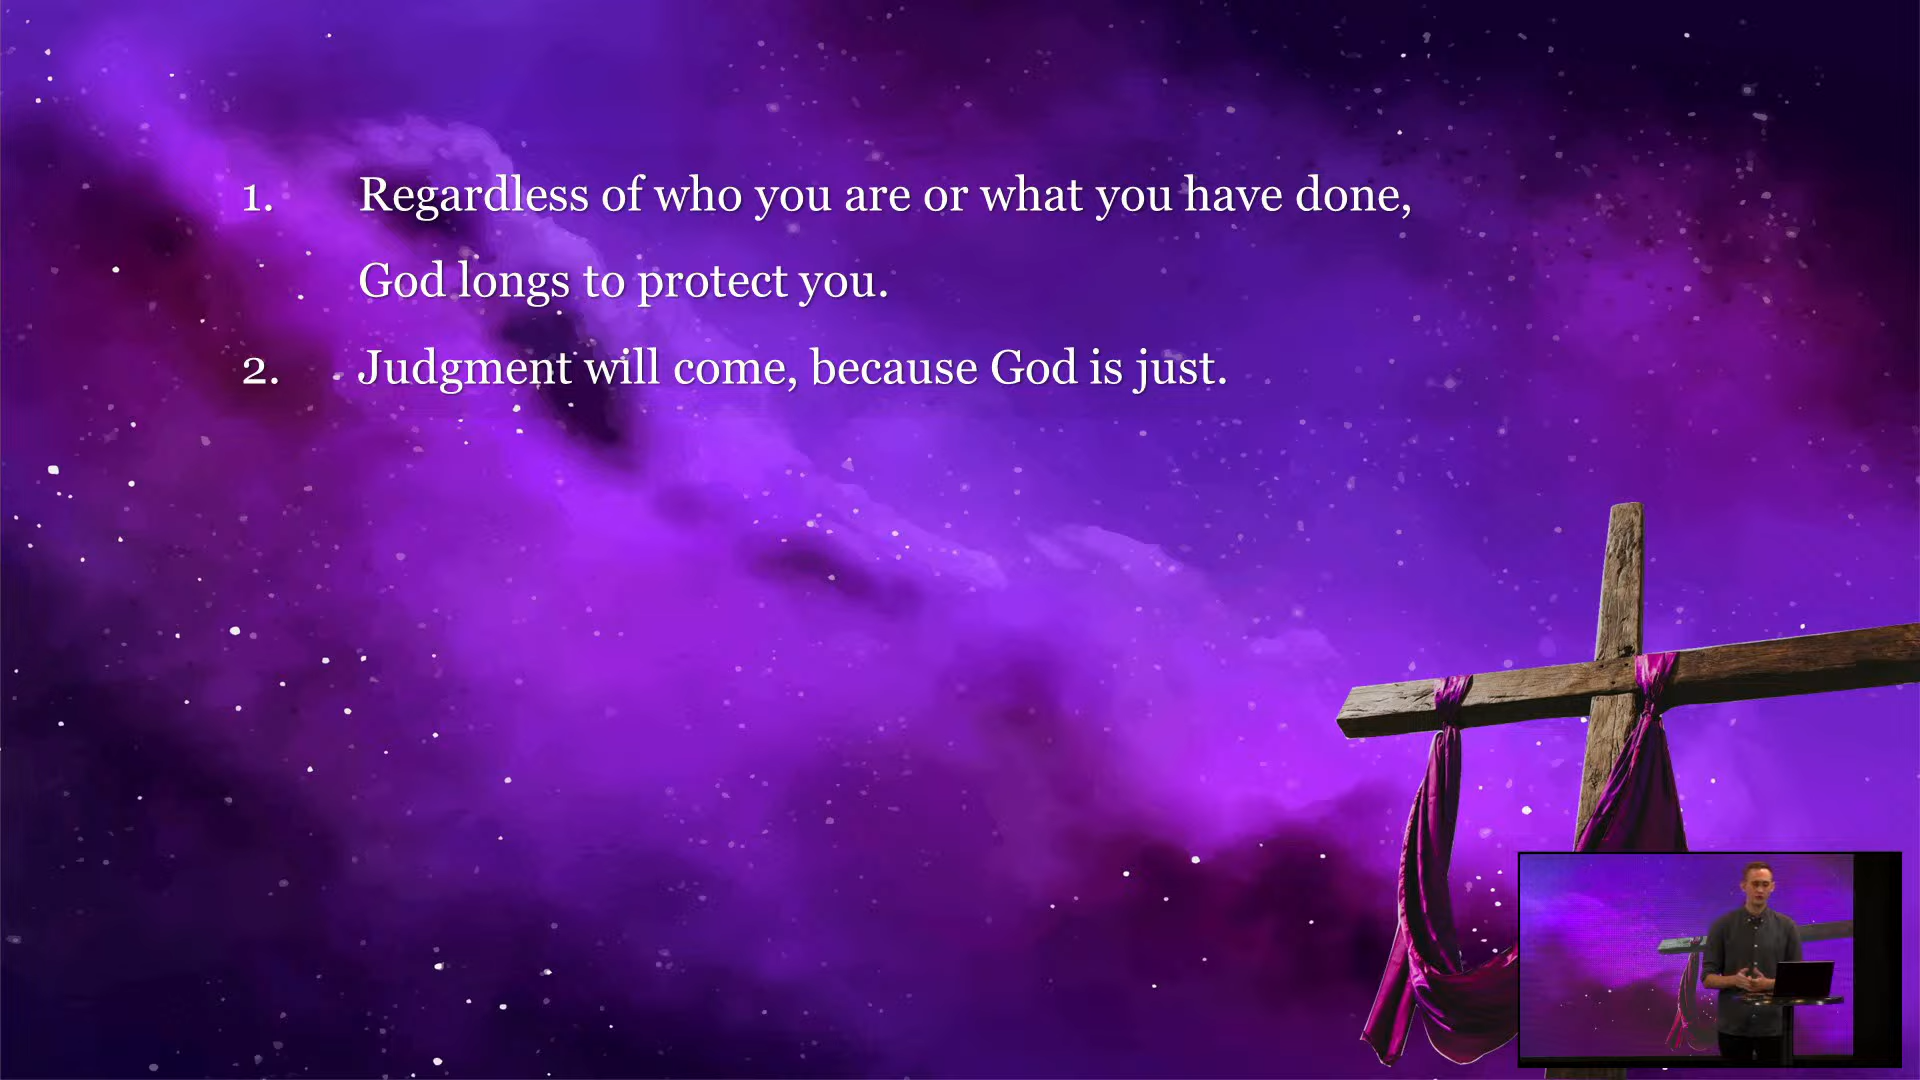 1. Regardless of who you are or what you have done,
God longs to protect you.
2. Judgment will come, because God is just.